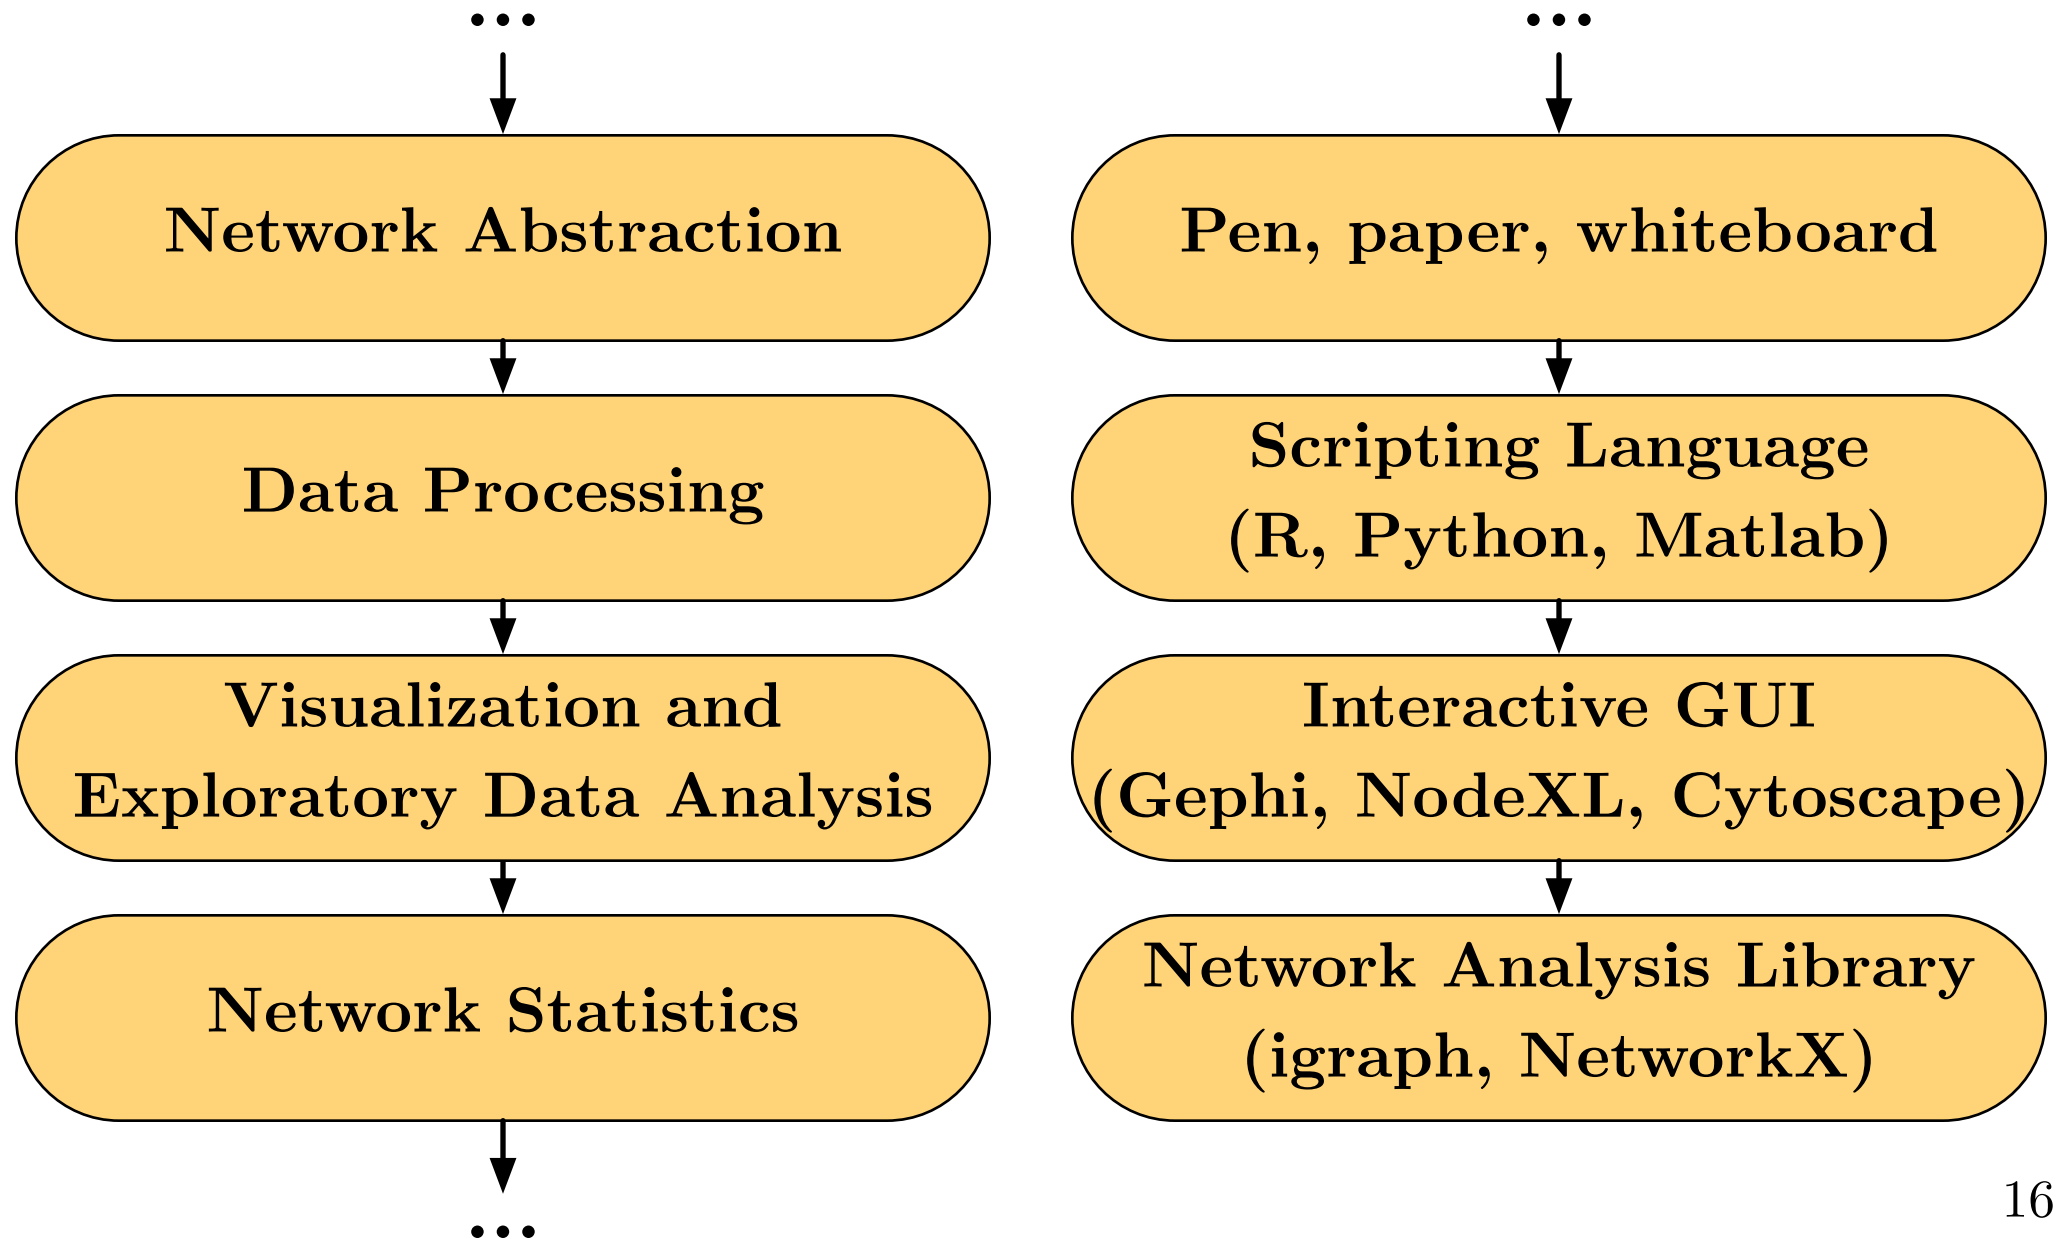 ...
Network Abstraction
Data Processing
Visualization and
Exploratory Data Analysis
Network Statistics
...
...
Pen, paper, whiteboard
Scripting Language
(R, Python, Matlab)
Interactive GUI
(Gephi, NodeXL, Cytoscape)
Network Analysis Library
(igraph, NetworkX)
16